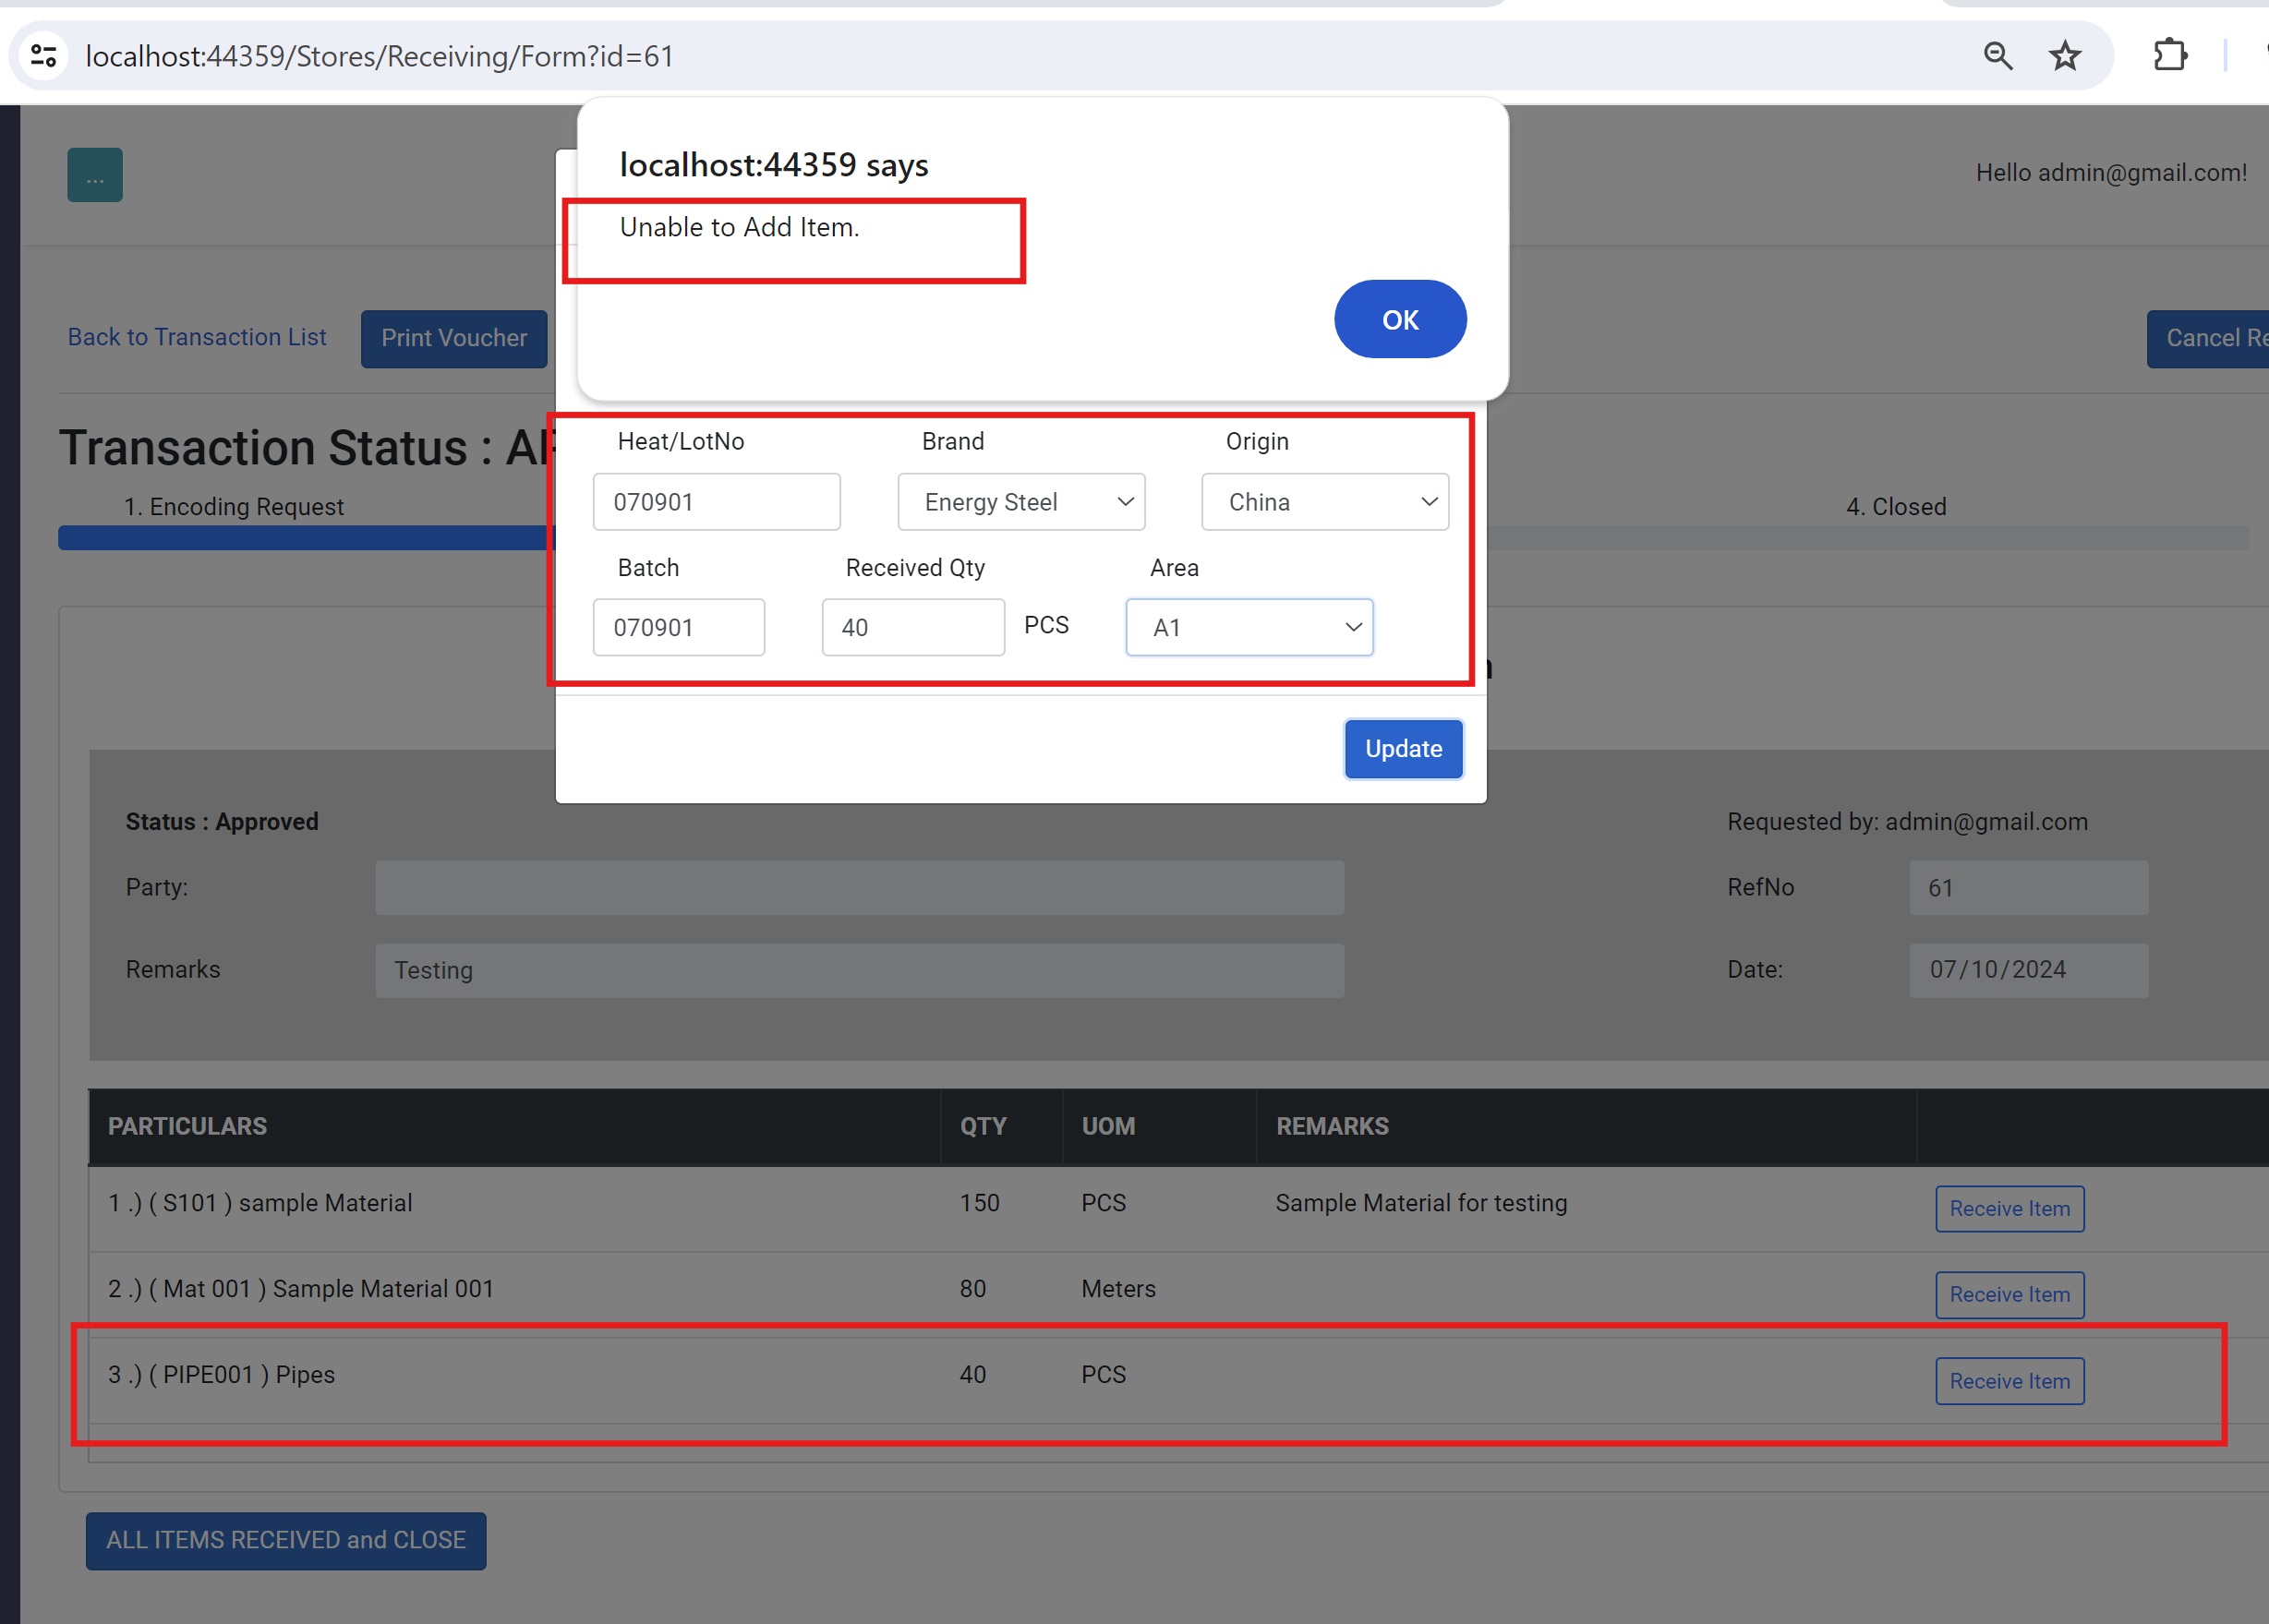 localhost:44359/Stores/Receiving/Form?id=61
localhost:44359 says
Unable to Add Item.
OK
...
Hello admin@gmail.com!
Back to Transaction List
Print Voucher
Cancel
Transaction Status :
1. Encoding Request
4. Closed
Heat/LotNo Brand Origin
070901 Energy Steel China
Batch Received Qty Area
070901 40 PCS A1
Update
Status : Approved
Requested by: admin@gmail.com
Party:
RefNo 61
Remarks Testing
Date: 07/10/2024
PARTICULARS QTY UOM REMARKS
1 .) ( S101 ) sample Material 150 PCS Sample Material for testing Receive Item
2 .) ( Mat 001 ) Sample Material 001 80 Meters Receive Item
3 .) ( PIPE001 ) Pipes 40 PCS Receive Item
ALL ITEMS RECEIVED and CLOSE